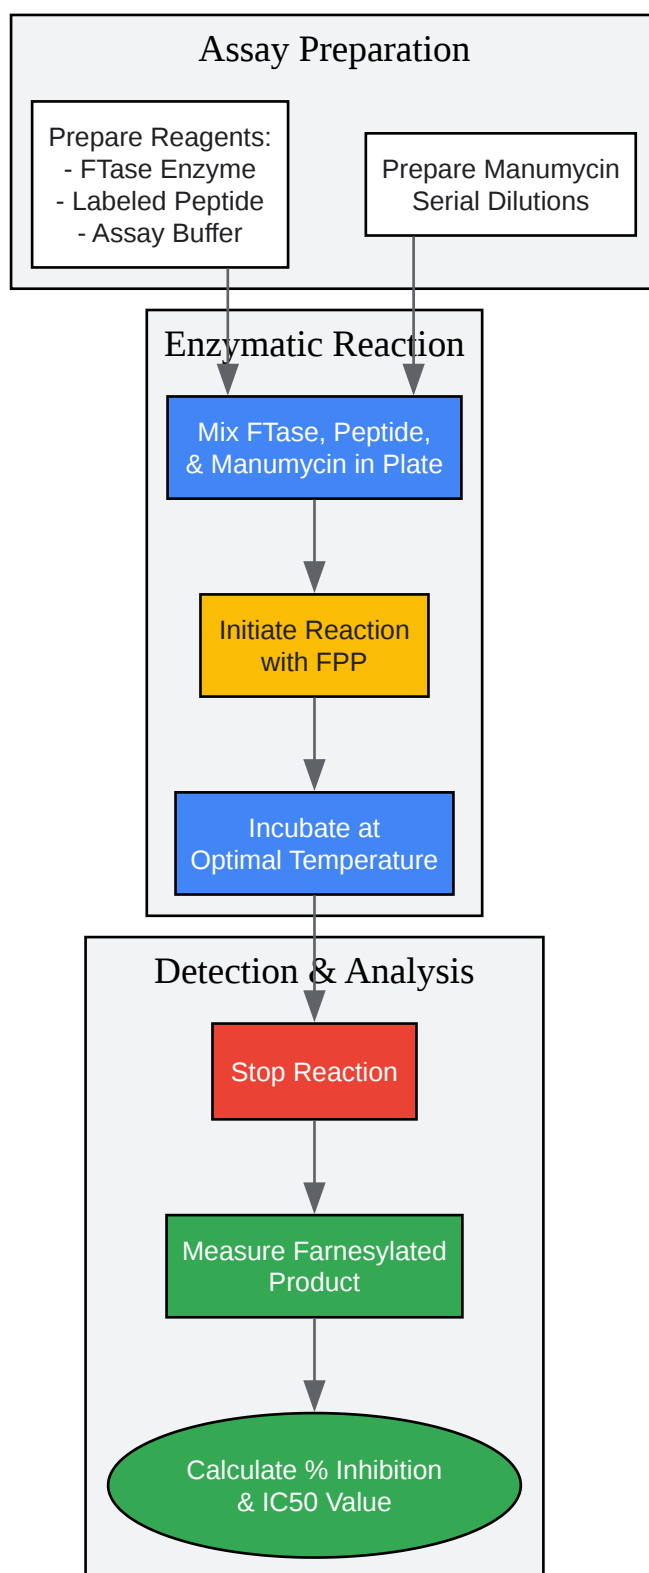 Assay Preparation
Prepare Reagents:
- FTase Enzyme
- Labeled Peptide
- Assay Buffer
Prepare Manumycin
Serial Dilutions
Enzymatic Reaction
Mix FTase, Peptide,
& Manumycin in Plate
Initiate Reaction
with FPP
Incubate at
Optimal Temperature
Detection & Analysis
Stop Reaction
Measure Farnesylated
Product
Calculate % Inhibition
& IC50 Value